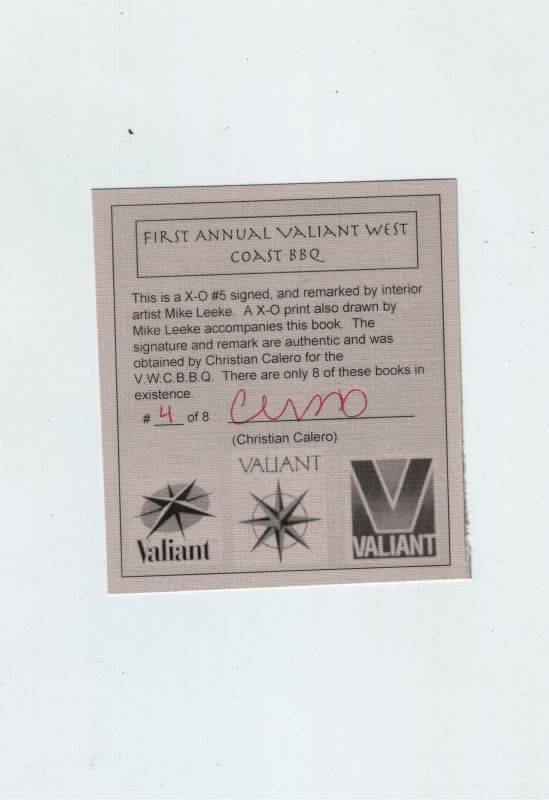 FIRST ANNUAL VALIANT WEST
COAST BBQ
This is a X-O #5 signed, and remarked by interior
artist Mike Leeke. A X-O print also drawn by
Mike Leeke accompanies this book. The
signature and remark are authentic and was
obtained by Christian Calero for the
V.W.C.B.B.Q. There are only 8 of these books in
existence.
# 4 of 8
(Christian Calero)
VALIANT
Valiant
VALIANT